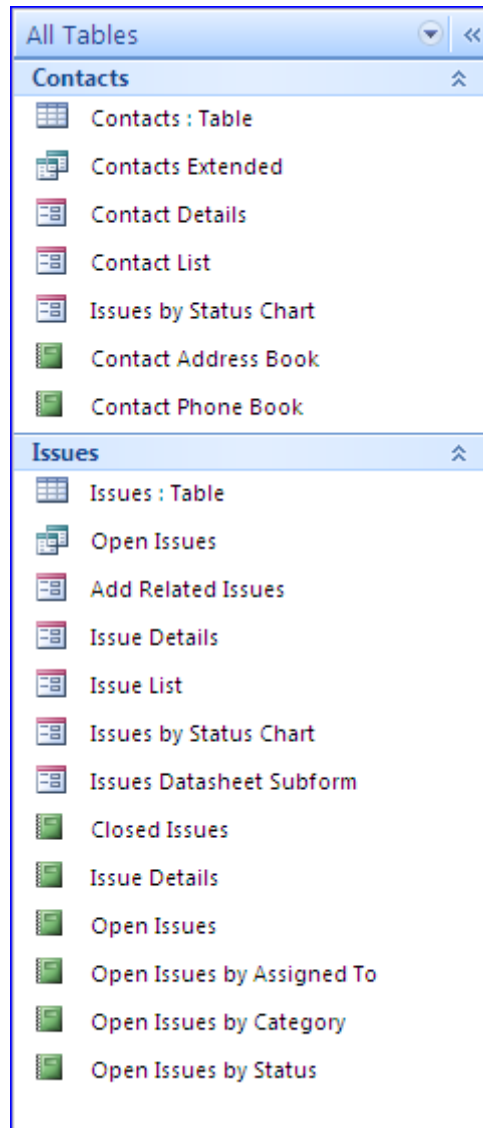 All Tables
Contacts
Contacts : Table
Contacts Extended
Contact Details
Contact List
Issues by Status Chart
Contact Address Book
Contact Phone Book
Issues
Issues : Table
Open Issues
Add Related Issues
Issue Details
Issue List
Issues by Status Chart
Issues Datasheet Subform
Closed Issues
Issue Details
Open Issues
Open Issues by Assigned To
Open Issues by Category
Open Issues by Status